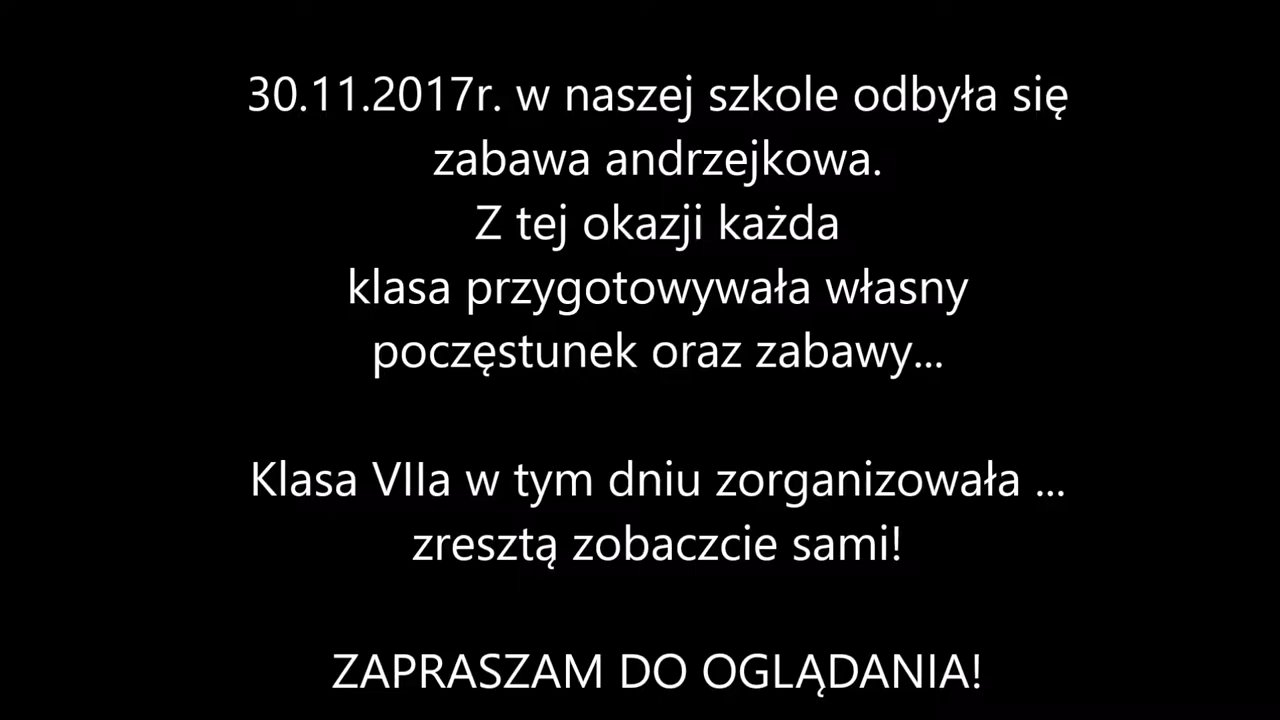 30.11.2017r. w naszej szkole odbyła się
zabawa andrzejkowa.
Z tej okazji każda
klasa przygotowywała własny
poczęstunek oraz zabawy...
Klasa VIIa w tym dniu zorganizowała ...
zresztą zobaczcie sami!
ZAPRASZAM DO OGLĄDANIA!